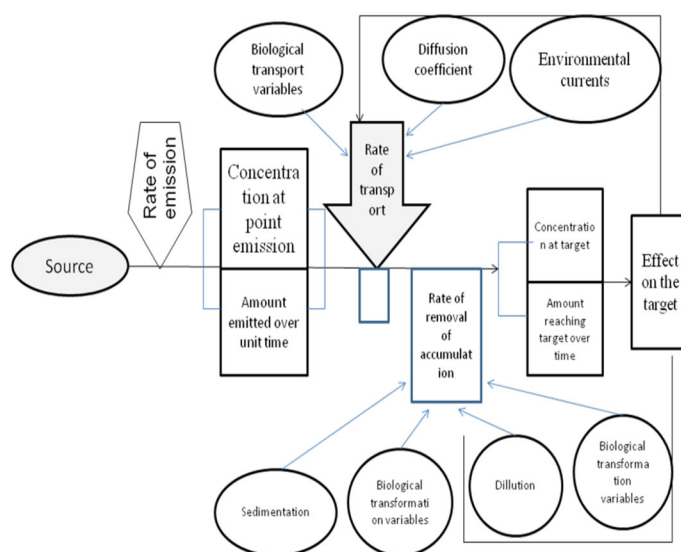 Biological
transport
variables
Diffusion
coefficient
Environmental
currents
Rate of
emission
Rate
of
transp
ort
Concentra
tion at
point
emission
Source
Amount
emitted over
unit time
Rate of
removal
of
accumulat
ion
Concentratio
n at target
Amount
reaching
target over
time
Effect
on the
target
Sedimentation
Biological
transformati
on variables
Dillution
Biological
transforma
tion
variables